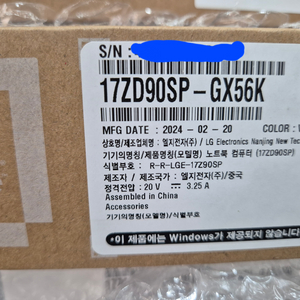 S/N :
17ZD90SP-GX56K
MFG DATE : 2024 - 02 - 20
COLOR :
상호명/제조업체명 : 엘지전자(주) / LG Electronics Nanjing New Tech
기기의명칭/제품명칭(모델명) 노트북 컴퓨터 (17ZD90SP)
식별부호 : R-R-LGE-17Z90SP
제조자 / 제조국가 : 엘지전자(주)/중국
정격전압 : 20 V ⎓ 3.25 A
Assembled in China
Accessories
기기의명칭(모델명)/식별부호
•이 제품에는 Windows가 제공되지 않습